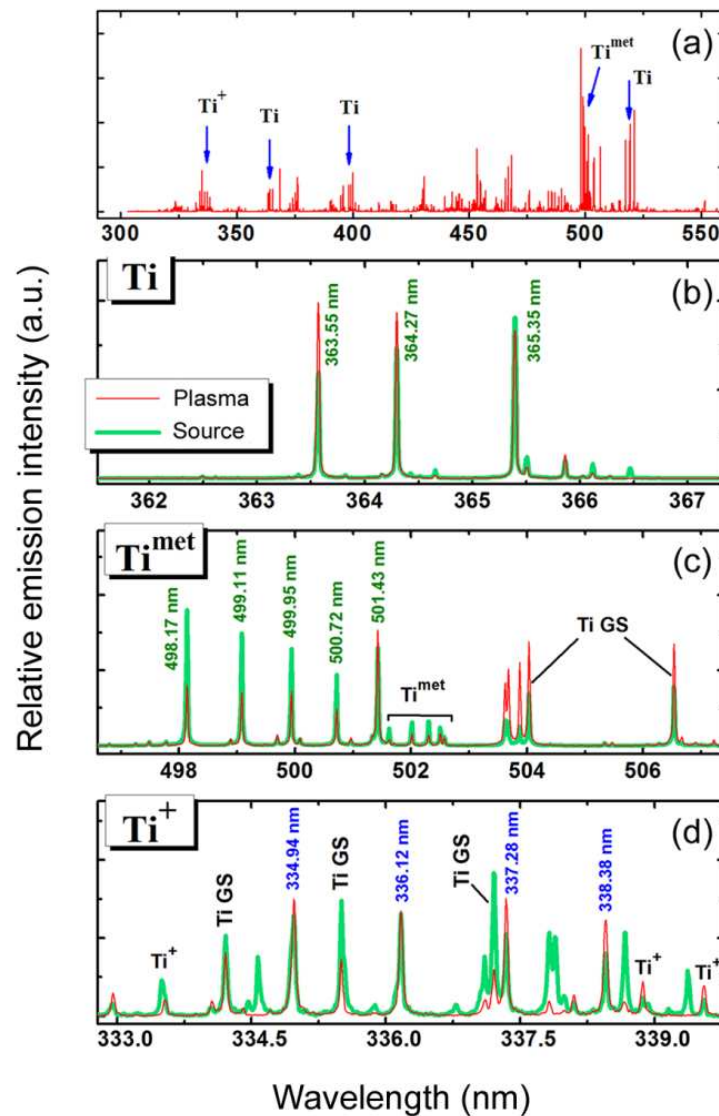 Relative emission intensity (a.u.)
(a)
Ti⁺
Ti
Ti
Tiᵐᵉᵗ
Ti
300 350 400 450 500 550
Ti
(b)
363.55 nm
364.27 nm
365.35 nm
Plasma
Source
362 363 364 365 366 367
Tiᵐᵉᵗ
(c)
498.17 nm
499.11 nm
499.95 nm
500.72 nm
501.43 nm
Tiᵐᵉᵗ
Ti GS
498 500 502 504 506
Ti⁺
(d)
Ti⁺
Ti GS
334.94 nm
Ti GS
336.12 nm
Ti GS
337.28 nm
338.38 nm
Ti⁺
Ti⁺
333.0 334.5 336.0 337.5 339.0
Wavelength (nm)